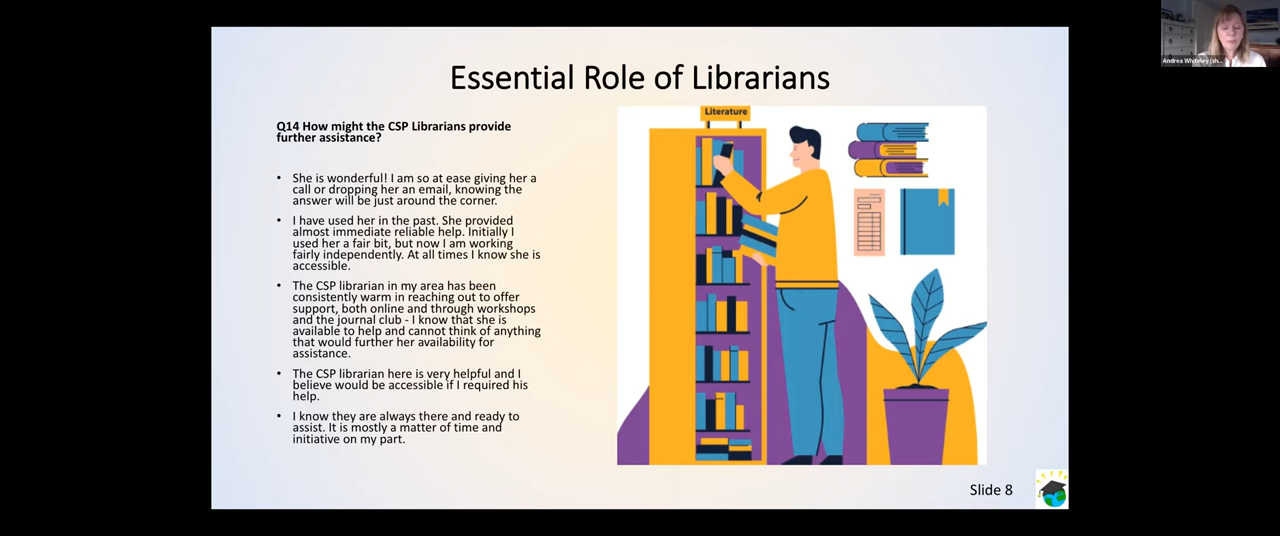 Essential Role of Librarians
Literature
Q14 How might the CSP Librarians provide
further assistance?
• She is wonderful! I am so at ease giving her a
call or dropping her an email, knowing the
answer will be just around the corner.
• I have used her in the past. She provided
almost immediate reliable help. Initially I
used her a fair bit, but now I am working
fairly independently. At all times I know she is
accessible.
• The CSP librarian in my area has been
consistently warm in reaching out to offer
support, both online and through workshops
and the journal club - I know that she is
available to help and cannot think of anything
that would further her availability for
assistance.
• The CSP librarian here is very helpful and I
believe would be accessible if I required his
help.
• I know they are always there and ready to
assist. It is mostly a matter of time and
initiative on my part.
Slide 8
Andrea Whiteley (sh...